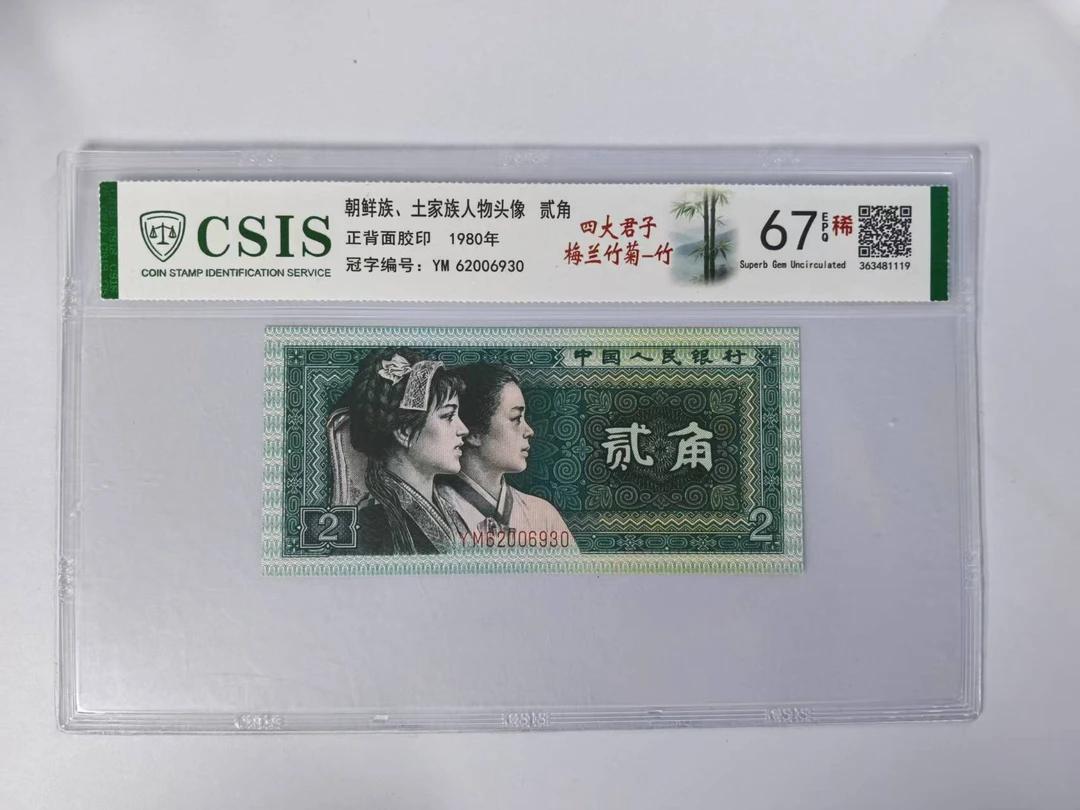 CSIS
COIN STAMP IDENTIFICATION SERVICE
朝鲜族、土家族人物头像 贰角
正背面胶印 1980年
冠字编号：YM 62006930
四大君子
梅兰竹菊—竹
67 EPQ 稀
Superb Gem Uncirculated
363481119
中国人民银行
贰角
2
YM62006930
2
CSIS
CSIS
CSIS